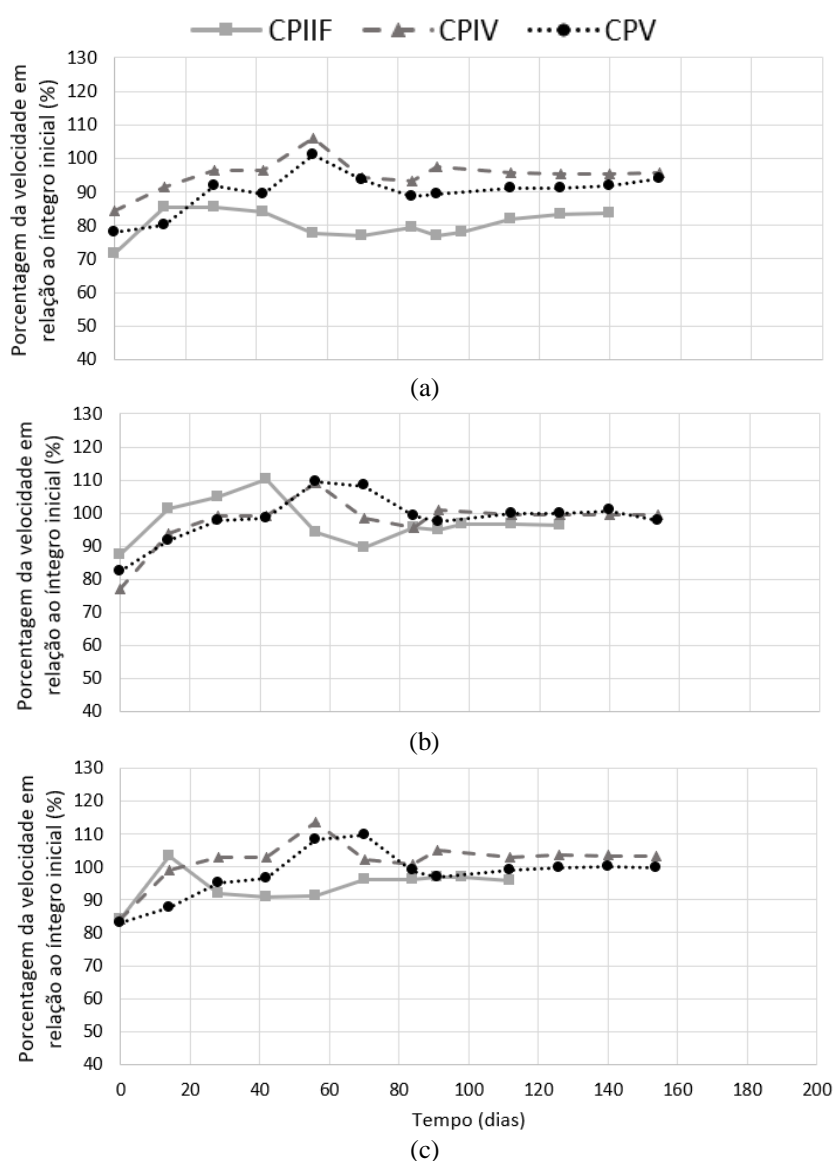 CPIIF CPIV CPV
Porcentagem da velocidade em
relação ao íntegro inicial (%)
130
120
110
100
90
80
70
60
50
40
(a)
Porcentagem da velocidade em
relação ao íntegro inicial (%)
130
120
110
100
90
80
70
60
50
40
(b)
Porcentagem da velocidade em
relação ao íntegro inicial (%)
130
120
110
100
90
80
70
60
50
40
0 20 40 60 80 100 120 140 160 180 200
Tempo (dias)
(c)